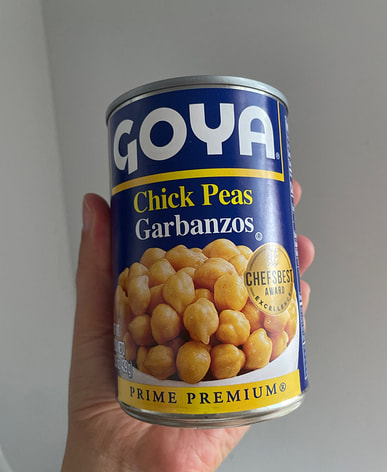 GOYA®
Chick Peas
Garbanzos
CHEFSBEST
AWARD
EXCELLENCE
PRIME PREMIUM®